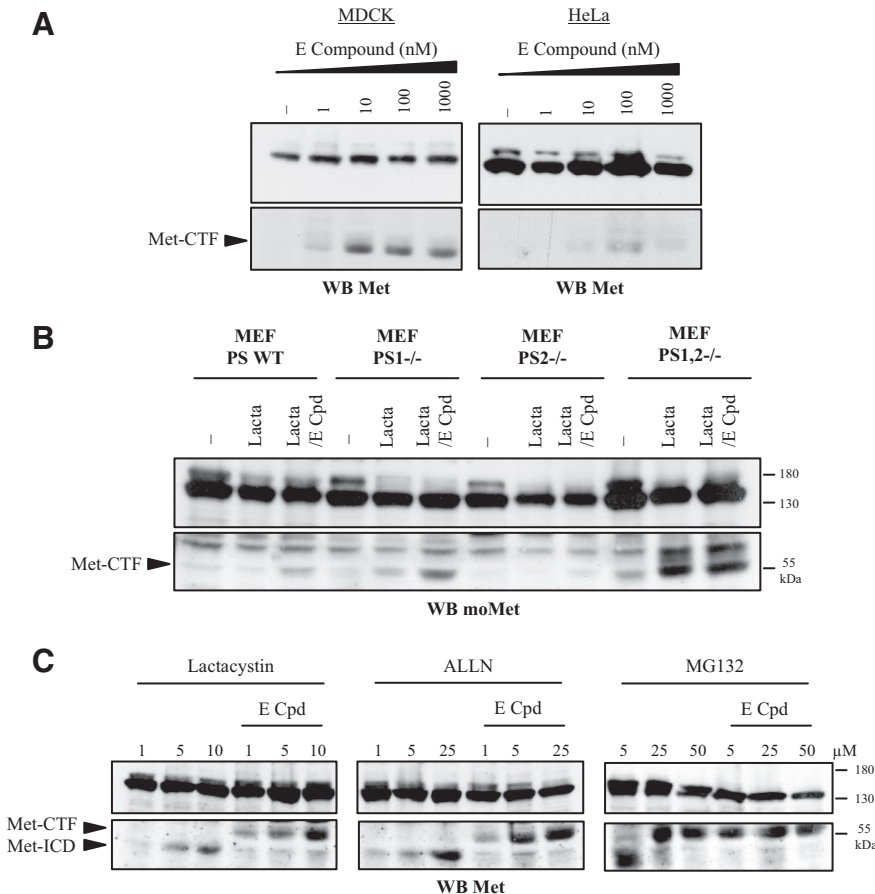 A
MDCK
HeLa
E Compound (nM)
E Compound (nM)
– 1 10 100 1000
– 1 10 100 1000
Met-CTF
WB Met
WB Met
B
MEF
PS WT
MEF
PS1-/-
MEF
PS2-/-
MEF
PS1,2-/-
– Lacta Lacta /E Cpd – Lacta Lacta /E Cpd – Lacta Lacta /E Cpd – Lacta Lacta /E Cpd
180
130
Met-CTF
55
kDa
WB moMet
C
Lactacystin
ALLN
MG132
E Cpd
E Cpd
E Cpd
1 5 10 1 5 10 1 5 25 1 5 25 5 25 50 5 25 50 µM
180
130
Met-CTF
Met-ICD
55
kDa
WB Met